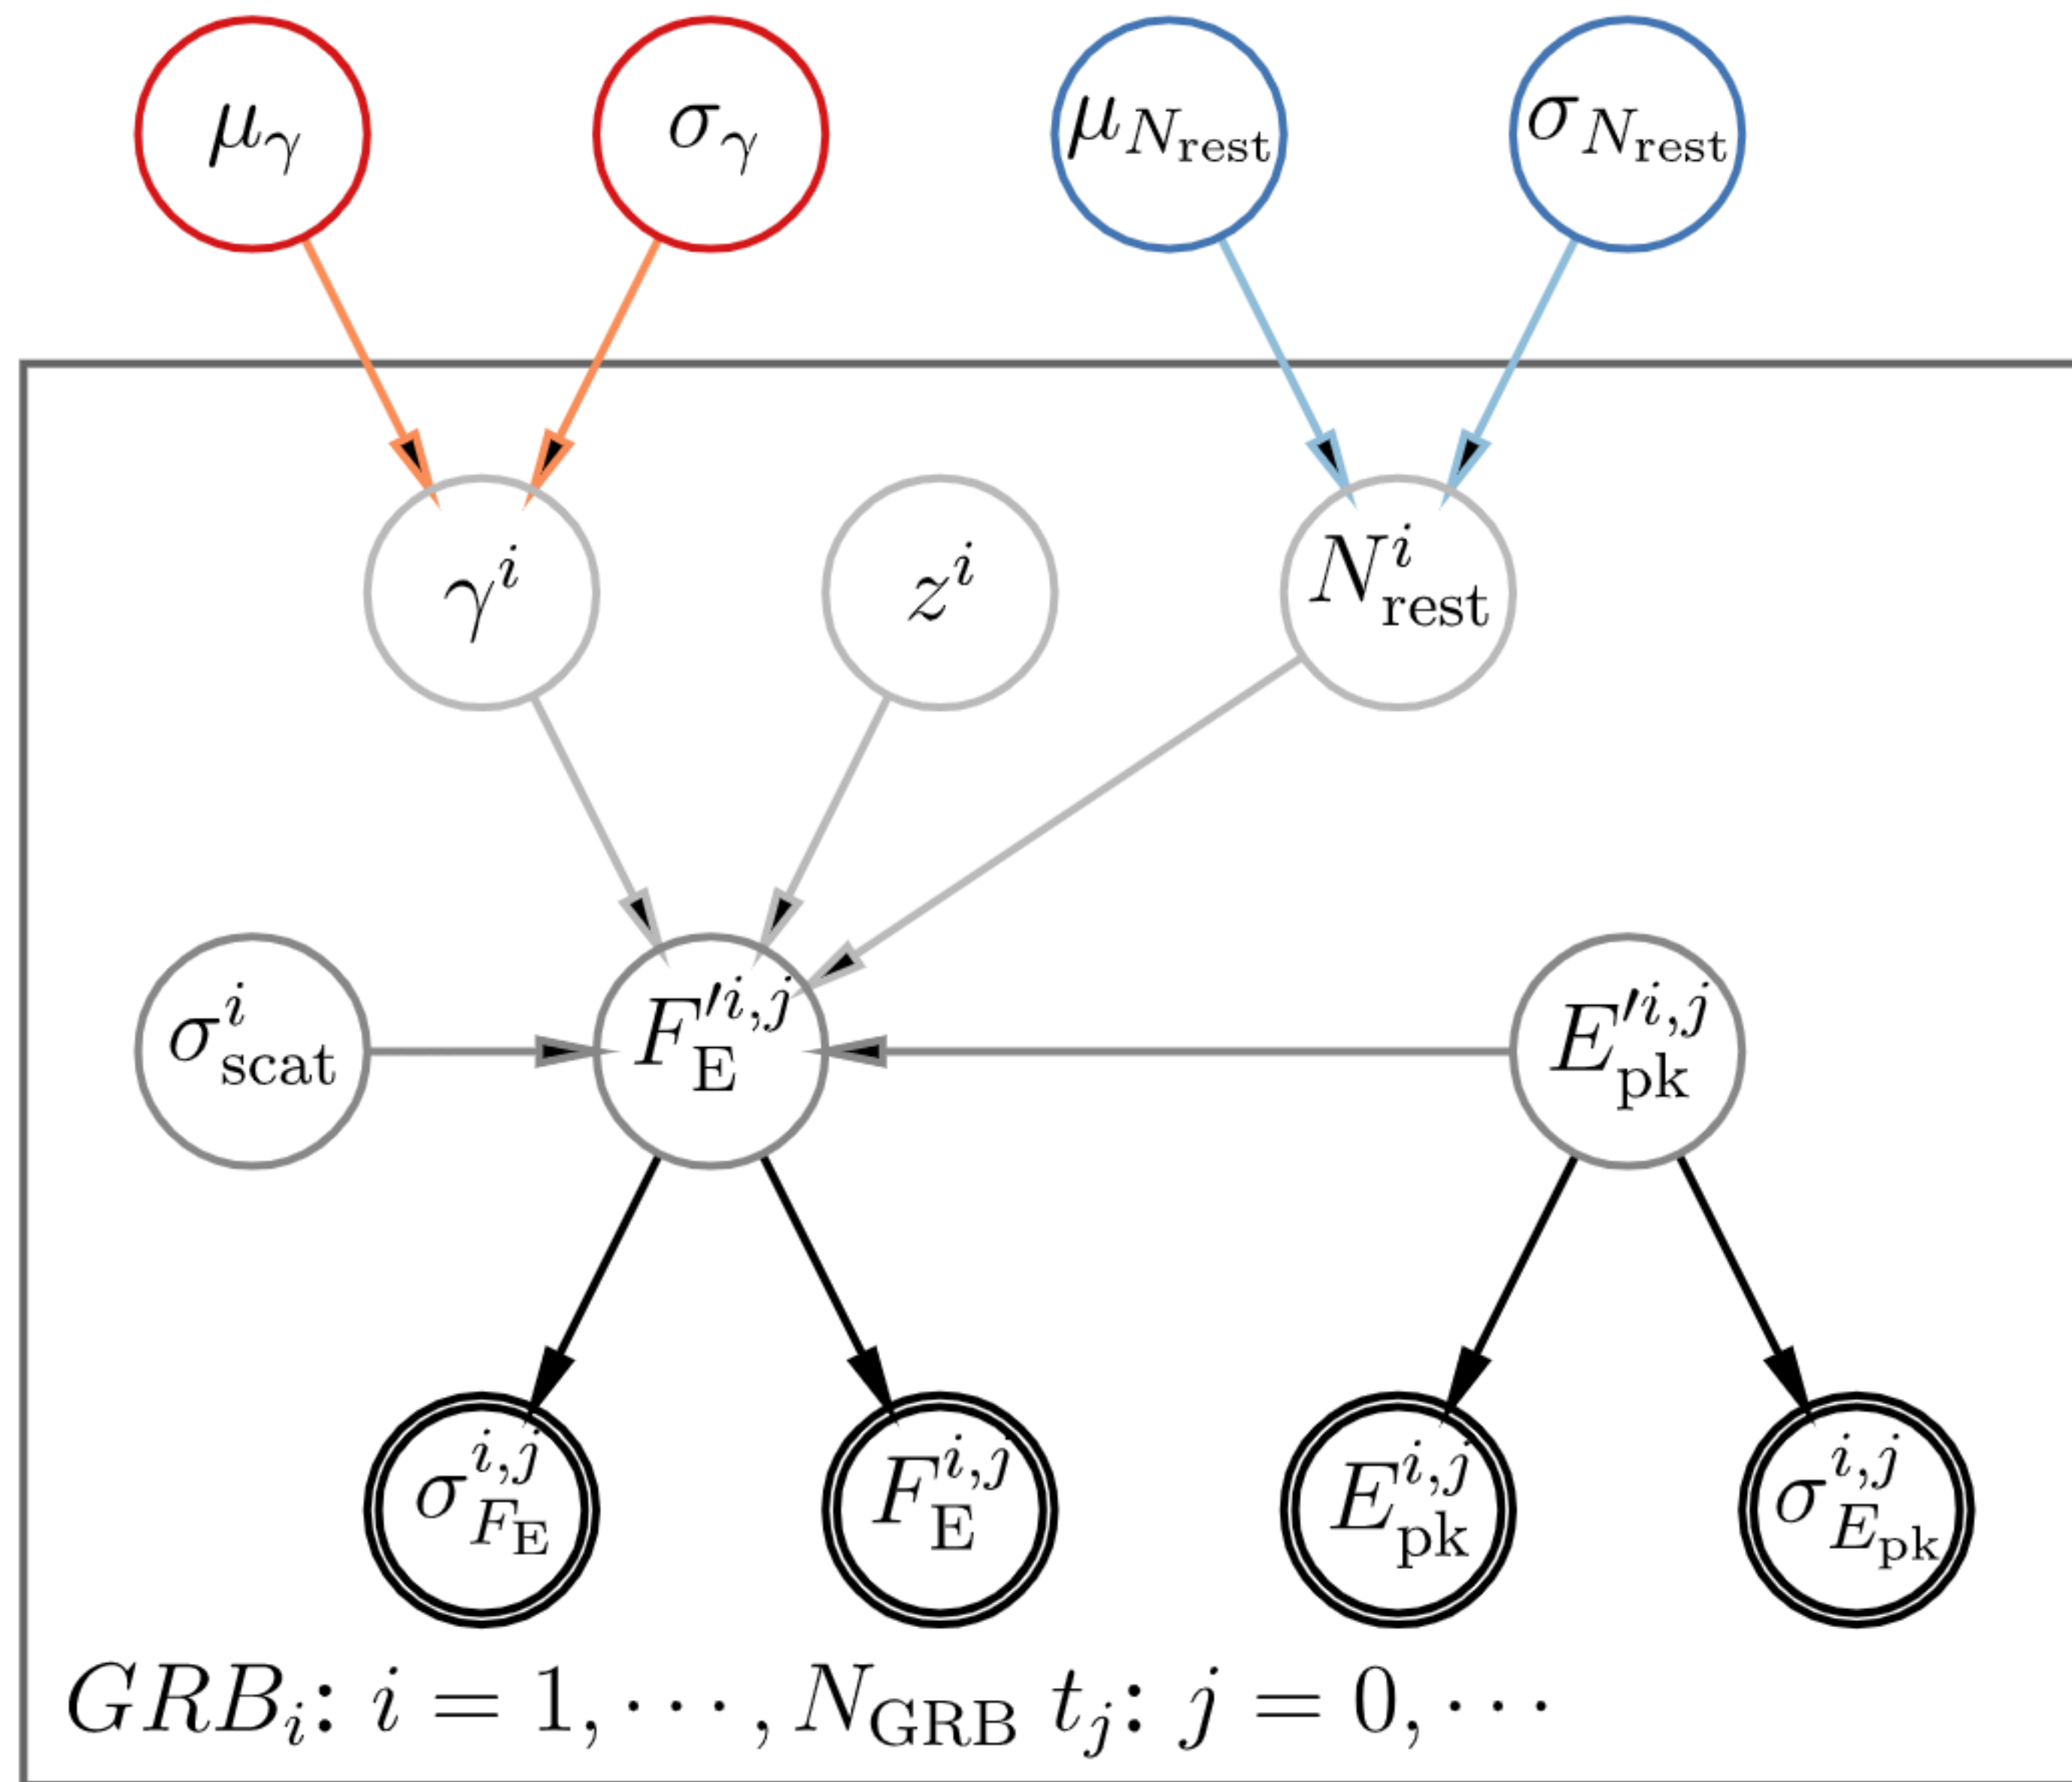 μ_γ σ_γ μ_{N_rest} σ_{N_rest}
γ^i z^i N^i_rest
σ^i_scat F'^{i,j}_E E'^{i,j}_pk
σ^{i,j}_{F_E} F^{i,j}_E E^{i,j}_pk σ^{i,j}_{E_pk}
GRB_i: i = 1, ⋯, N_GRB t_j: j = 0, ⋯